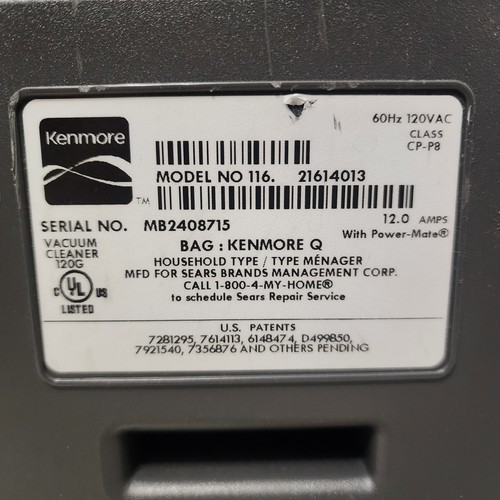 60Hz 120VAC
CLASS
CP-P8
Kenmore
TM
MODEL NO 116. 21614013
12.0 AMPS
With Power-Mate®
SERIAL NO. MB2408715
VACUUM
CLEANER
120G
BAG : KENMORE Q
HOUSEHOLD TYPE / TYPE MÉNAGER
MFD FOR SEARS BRANDS MANAGEMENT CORP.
CALL 1-800-4-MY-HOME®
to schedule Sears Repair Service
C UL US
LISTED
U.S. PATENTS
7281295, 7614113, 6148474, D499850,
7921540, 7356876 AND OTHERS PENDING